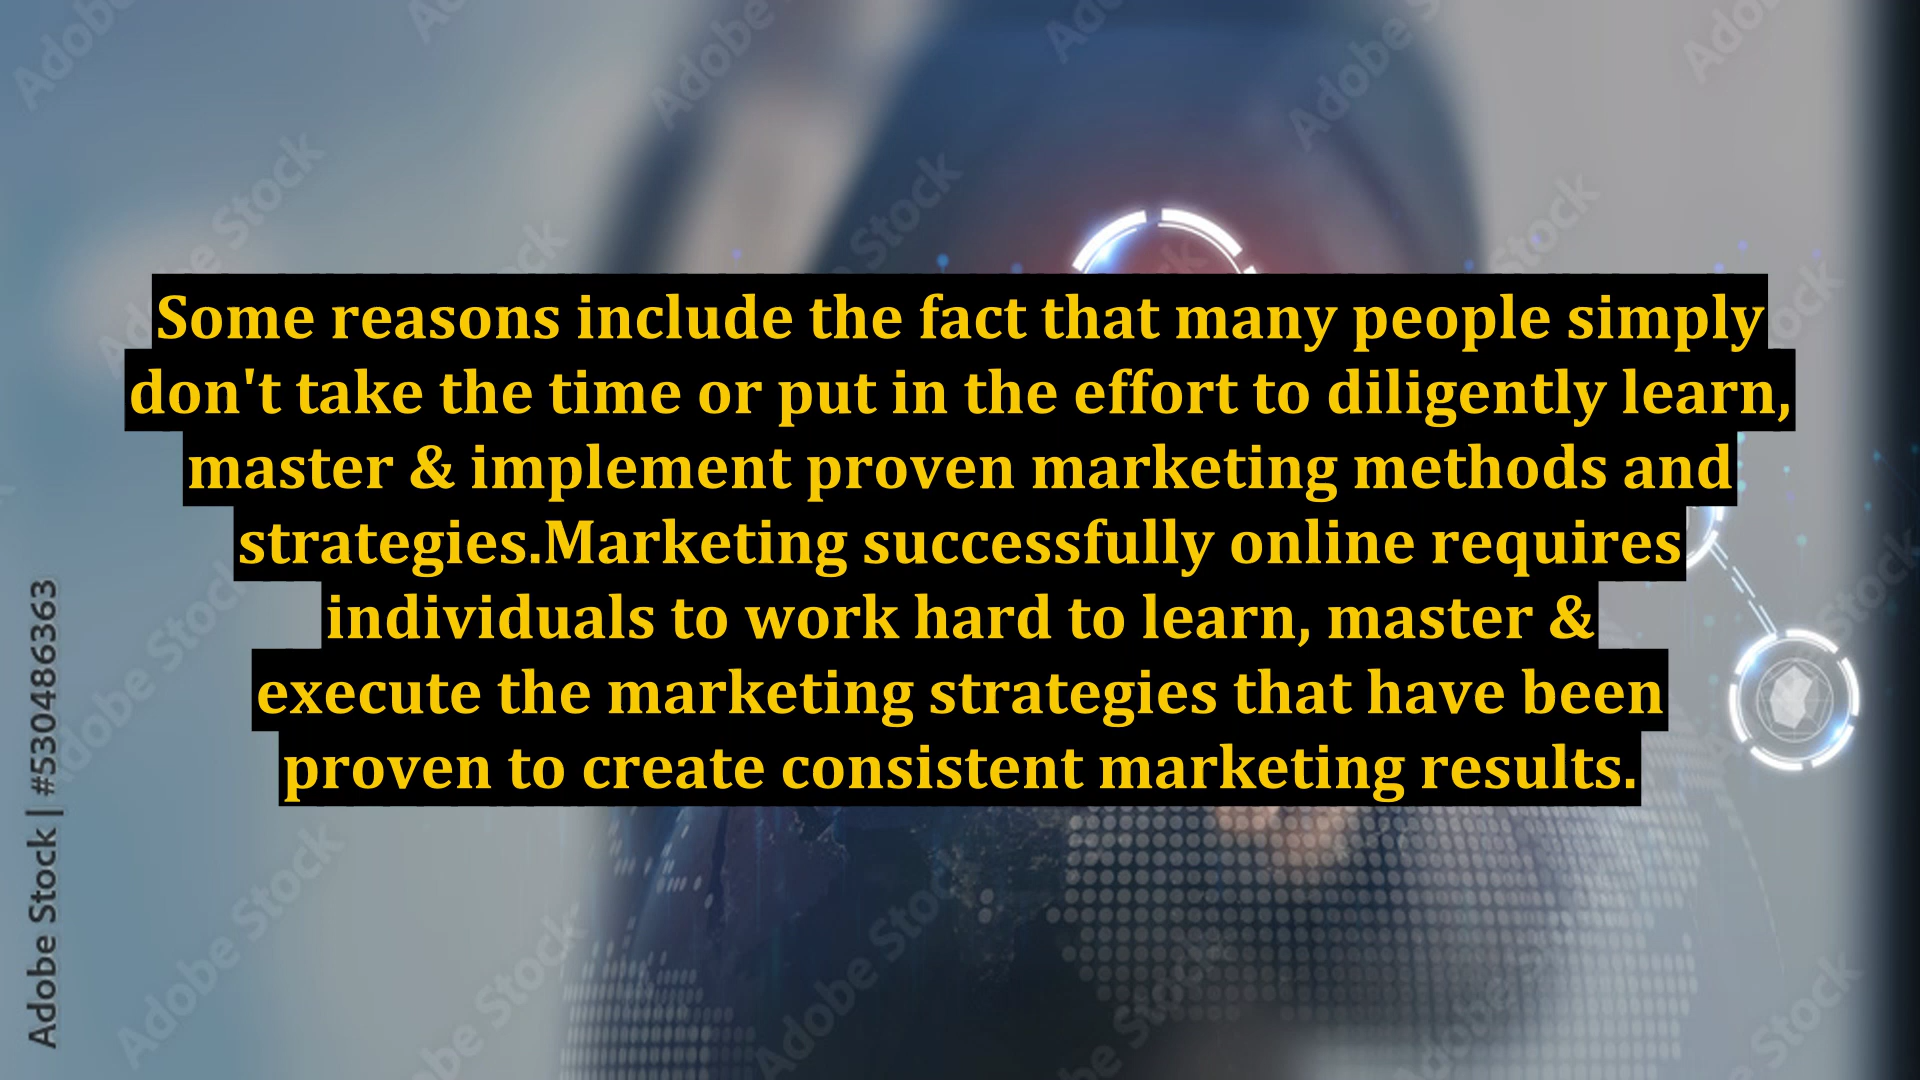 Some reasons include the fact that many people simply
don't take the time or put in the effort to diligently learn,
master & implement proven marketing methods and
strategies.Marketing successfully online requires
individuals to work hard to learn, master &
execute the marketing strategies that have been
proven to create consistent marketing results.
Adobe Stock | #530486363
Adobe Stock